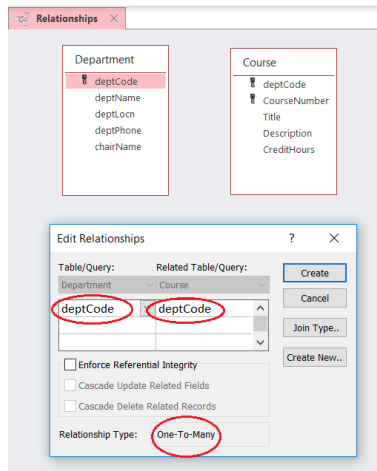 Relationships
Department
deptCode
deptName
deptLocn
deptPhone
chairName
Course
deptCode
CourseNumber
Title
Description
CreditHours
Edit Relationships ?
Table/Query: Related Table/Query:
Department Course
deptCode deptCode
Enforce Referential Integrity
Cascade Update Related Fields
Cascade Delete Related Records
Relationship Type: One-To-Many
Create
Cancel
Join Type..
Create New..